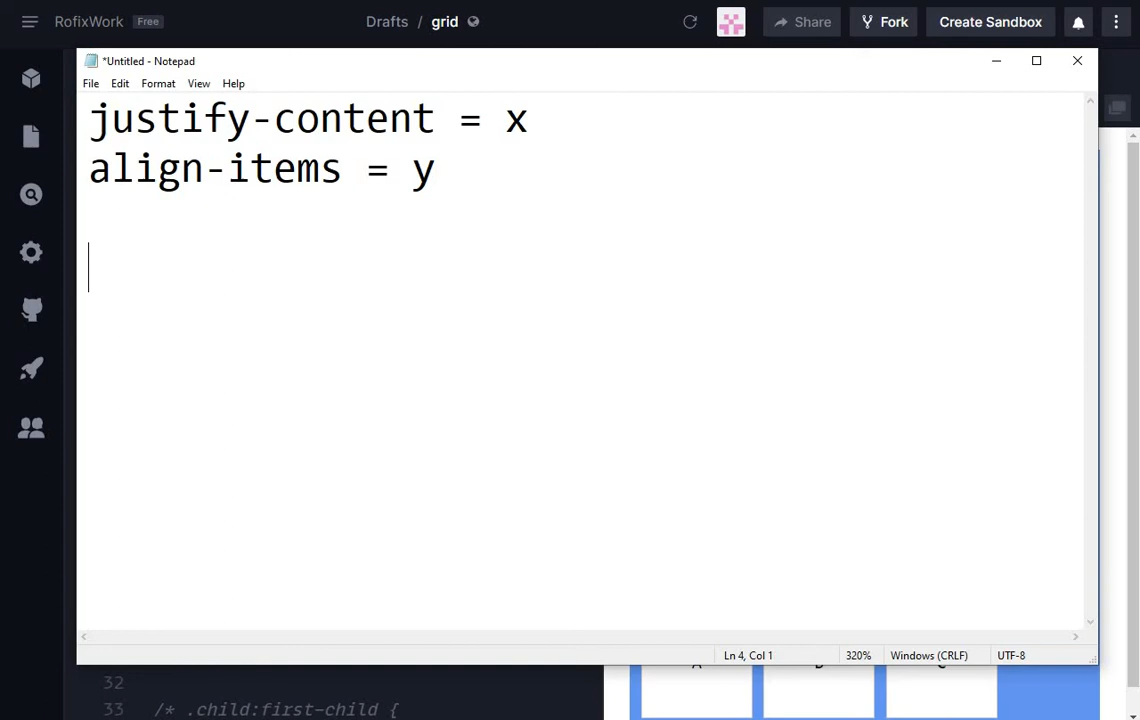 RofixWork Free Drafts / grid Share Fork Create Sandbox
*Untitled - Notepad
File Edit Format View Help
justify-content = x
align-items = y
Ln 4, Col 1 320% Windows (CRLF) UTF-8
32
33 /* .child:first-child {